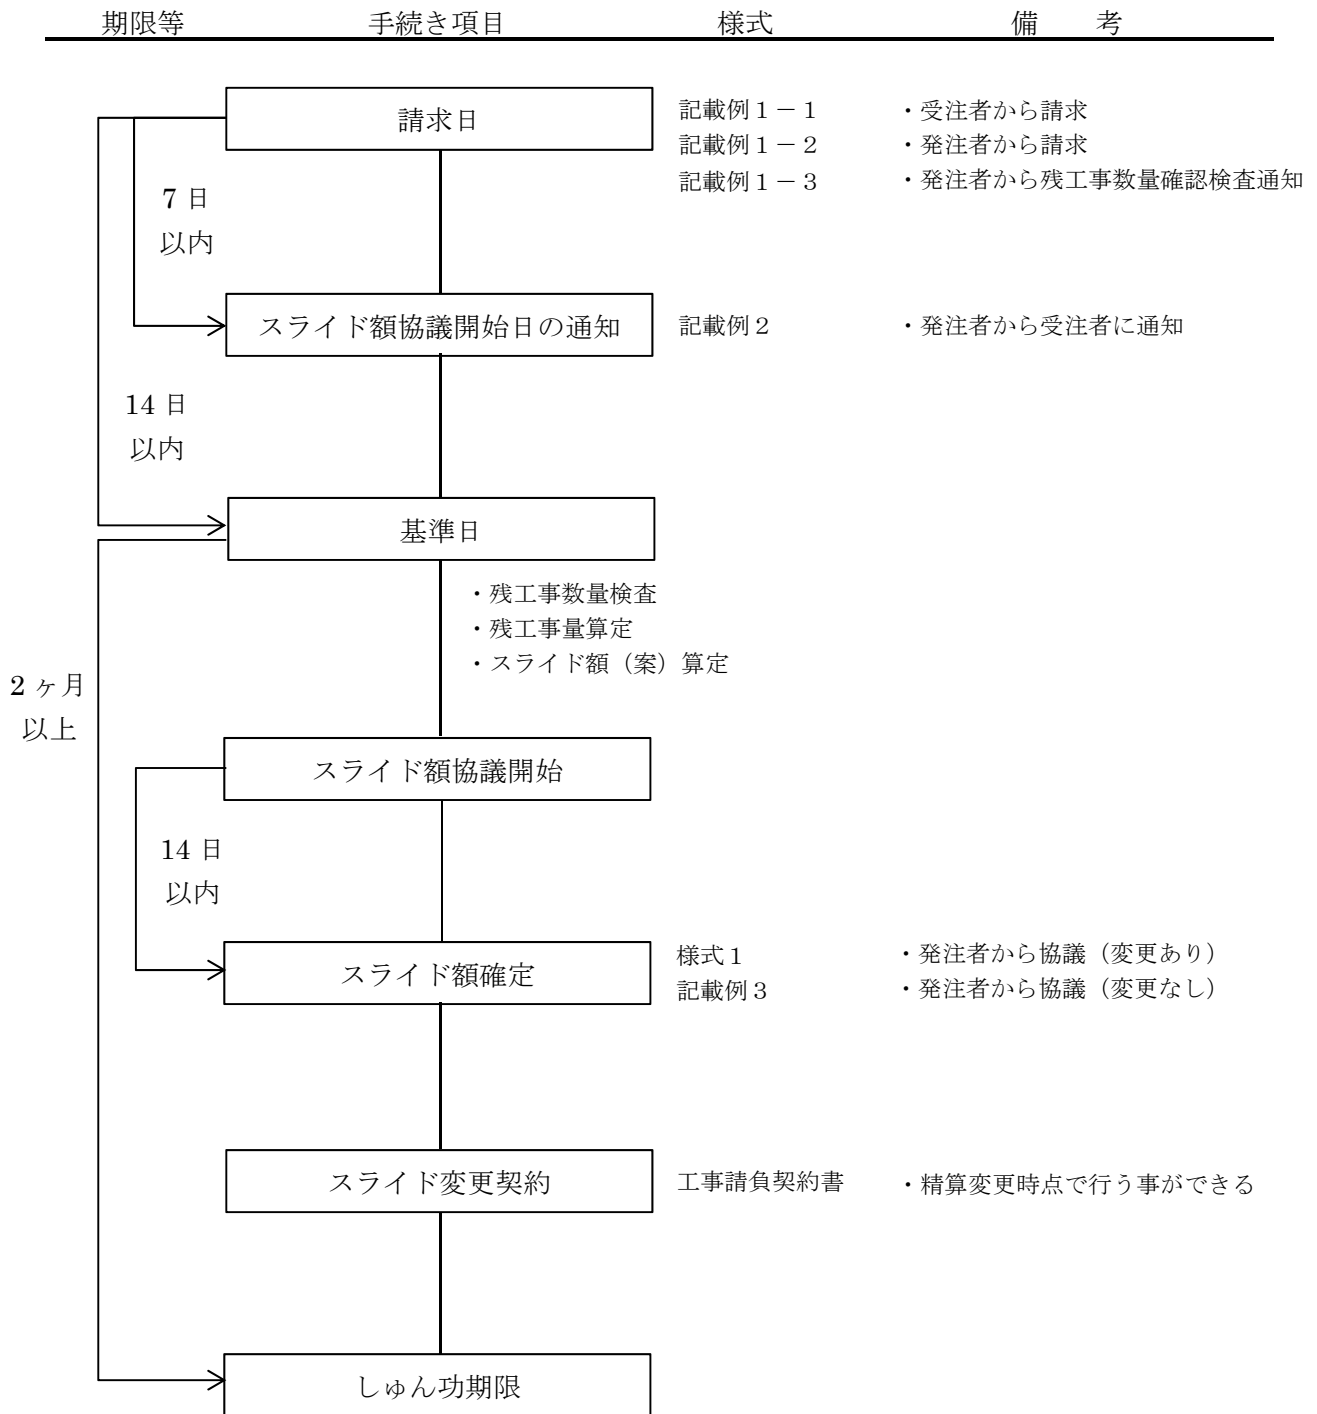 期限等 手続き項目 様式 備 考
請求日 記載例１－１ ・受注者から請求
記載例１－２ ・発注者から請求
記載例１－３ ・発注者から残工事数量確認検査通知
7 日
以内
スライド額協議開始日の通知 記載例２ ・発注者から受注者に通知
14 日
以内
基準日
・残工事数量検査
・残工事量算定
・スライド額（案）算定
2 ヶ月
以上
スライド額協議開始
14 日
以内
スライド額確定 様式１ ・発注者から協議（変更あり）
記載例３ ・発注者から協議（変更なし）
スライド変更契約 工事請負契約書 ・精算変更時点で行う事ができる
しゅん功期限